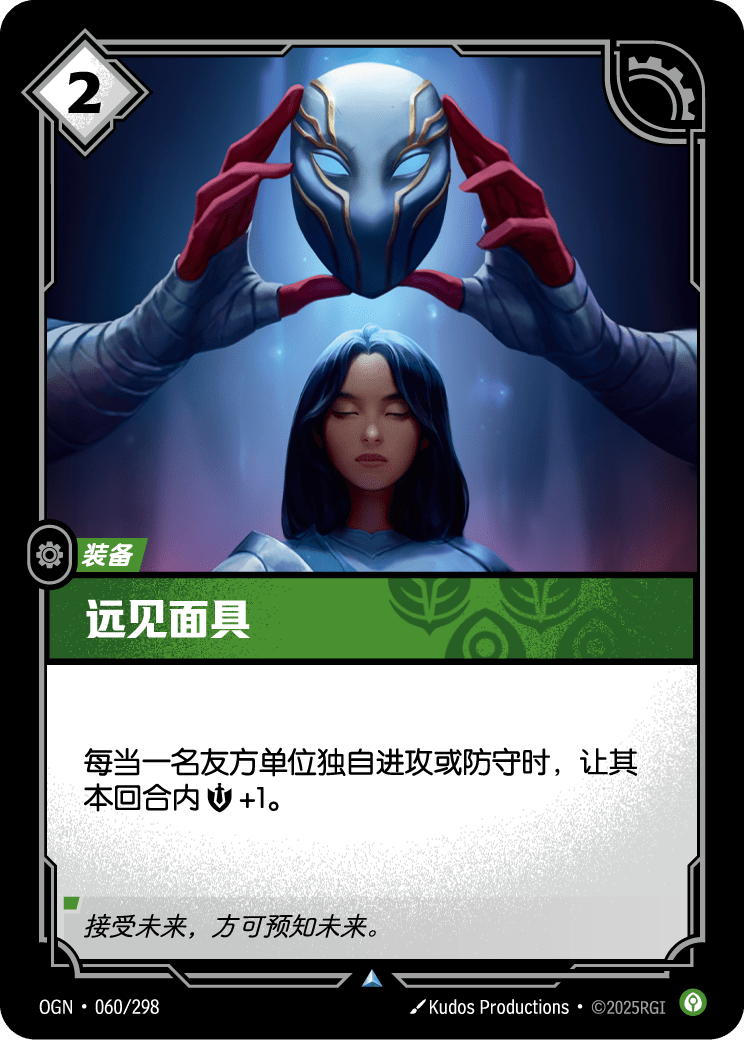 2
装备
远见面具
每当一名友方单位独自进攻或防守时，让其
本回合内 +1。
接受未来，方可预知未来。
OGN • 060/298
Kudos Productions • ©2025RGI